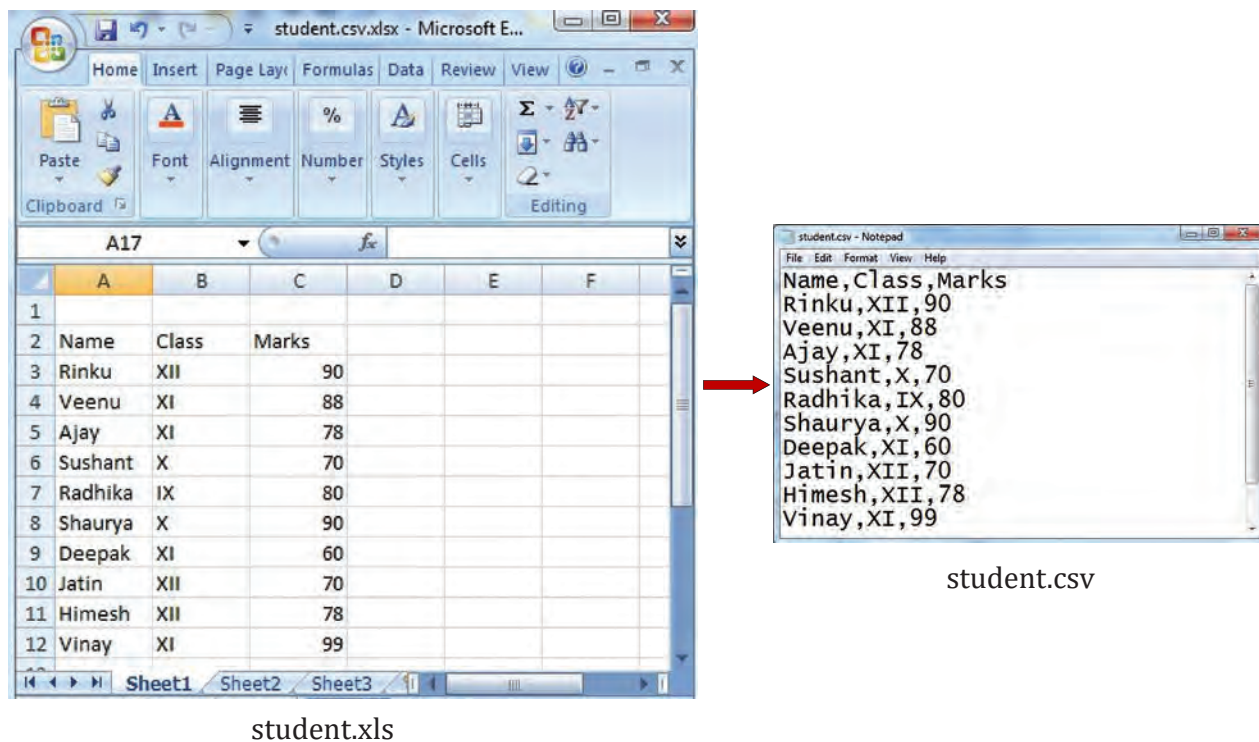 student.csv.xlsx - Microsoft E...
Home Insert Page Layo Formulas Data Review View
Paste Font Alignment Number Styles Cells Σ
Clipboard Editing
A17 fx
A B C D E F
1
2 Name Class Marks
3 Rinku XII 90
4 Veenu XI 88
5 Ajay XI 78
6 Sushant X 70
7 Radhika IX 80
8 Shaurya X 90
9 Deepak XI 60
10 Jatin XII 70
11 Himesh XII 78
12 Vinay XI 99
Sheet1 Sheet2 Sheet3
student.xls
student.csv - Notepad
File Edit Format View Help
Name,Class,Marks
Rinku,XII,90
Veenu,XI,88
Ajay,XI,78
Sushant,X,70
Radhika,IX,80
Shaurya,X,90
Deepak,XI,60
Jatin,XII,70
Himesh,XII,78
Vinay,XI,99
student.csv